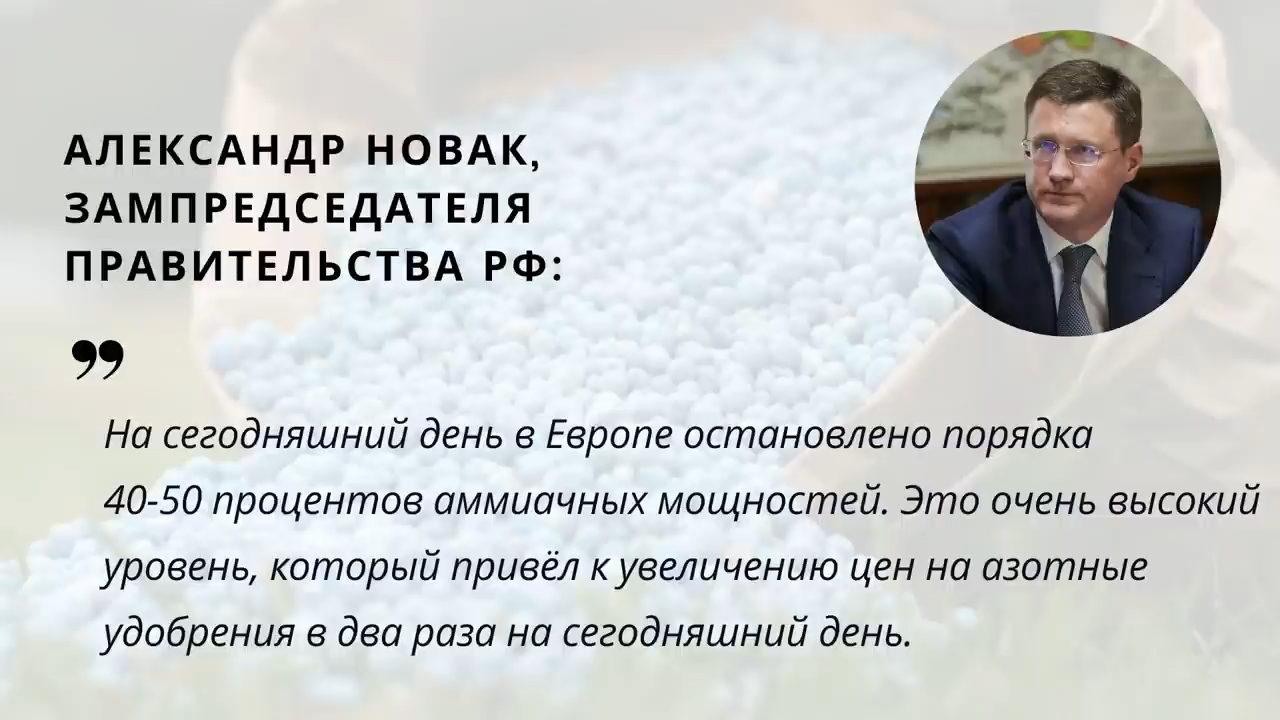 АЛЕКСАНДР НОВАК,
ЗАМПРЕДСЕДАТЕЛЯ
ПРАВИТЕЛЬСТВА РФ:
”
На сегодняшний день в Европе остановлено порядка
40-50 процентов аммиачных мощностей. Это очень высокий
уровень, который привёл к увеличению цен на азотные
удобрения в два раза на сегодняшний день.